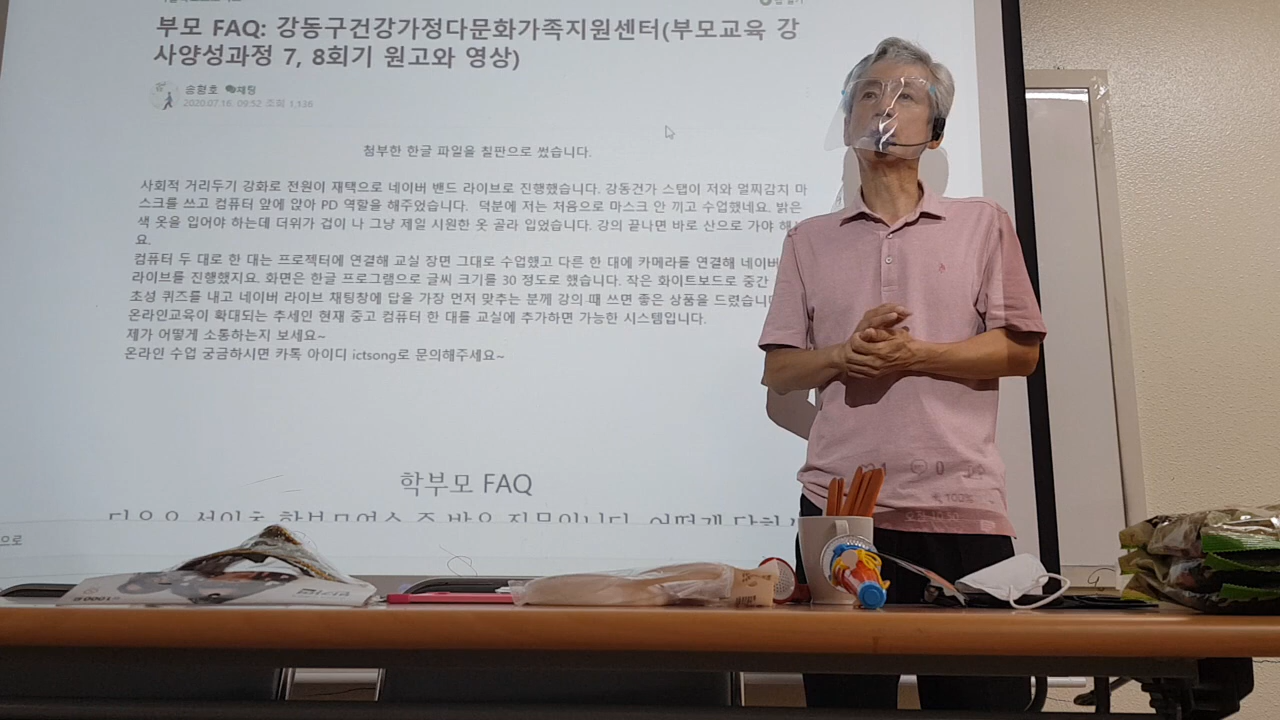 부모 FAQ: 강동구건강가정다문화가족지원센터(부모교육 강
사양성과정 7, 8회기 원고와 영상)
송형호 채팅
2020.07.16. 09:52 조회 1,136
첨부한 한글 파일을 칠판으로 썼습니다.
사회적 거리두기 강화로 전원이 재택으로 네이버 밴드 라이브로 진행했습니다. 강동건가 스탭이 저와 멀찌감치 마
스크를 쓰고 컴퓨터 앞에 앉아 PD 역할을 해주었습니다. 덕분에 저는 처음으로 마스크 안 끼고 수업했네요. 밝은
색 옷을 입어야 하는데 더위가 겁이 나 그냥 제일 시원한 옷 골라 입었습니다. 강의 끝나면 바로 산으로 가야
요.
컴퓨터 두 대로 한 대는 프로젝터에 연결해 교실 장면 그대로 수업했고 다른 한 대에 카메라를 연결해 네이버
라이브를 진행했지요. 화면은 한글 프로그램으로 글씨 크기를 30 정도로 했습니다. 작은 화이트보드로 중간
초성 퀴즈를 내고 네이버 라이브 채팅창에 답을 가장 먼저 맞추는 분께 강의 때 쓰면 좋은 상품을 드렸습니다
온라인교육이 확대되는 추세인 현재 중고 컴퓨터 한 대를 교실에 추가하면 가능한 시스템입니다.
제가 어떻게 소통하는지 보세요~
온라인 수업 궁금하시면 카톡 아이디 ictsong로 문의해주세요~
학부모 FAQ
0
100%
으로